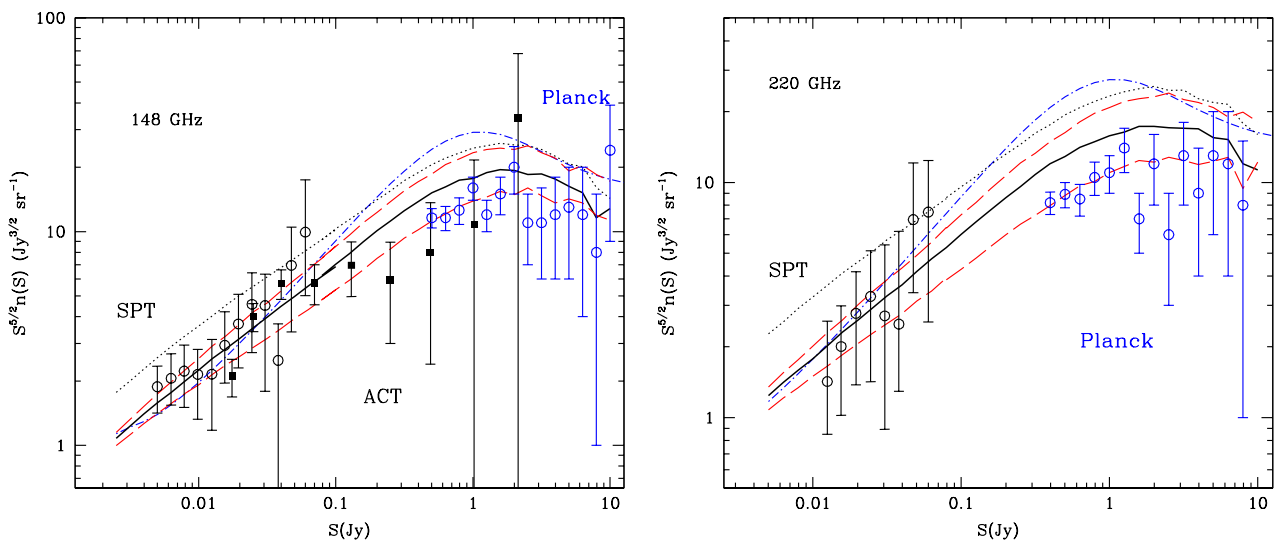 100
148 GHz
Planck
10
S^{5/2}n(S) (Jy^{3/2} sr^{-1})
SPT
ACT
1
0.01
0.1
1
10
S(Jy)
220 GHz
10
S^{5/2}n(S) (Jy^{3/2} sr^{-1})
SPT
Planck
1
0.01
0.1
1
10
S(Jy)